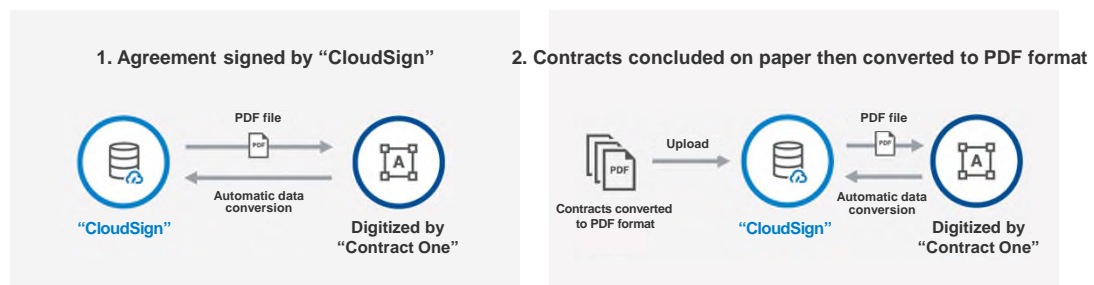 1. Agreement signed by “CloudSign”
PDF file
PDF
Automatic data
conversion
“CloudSign”
Digitized by
“Contract One”
A
2. Contracts concluded on paper then converted to PDF format
PDF
Contracts converted
to PDF format
Upload
“CloudSign”
PDF file
PDF
Automatic data
conversion
A
Digitized by
“Contract One”